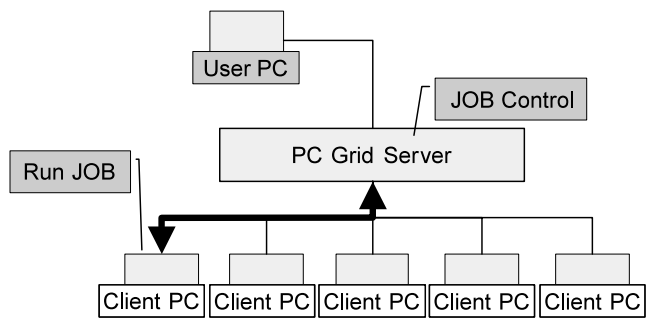 User PC
JOB Control
PC Grid Server
Run JOB
Client PC
Client PC
Client PC
Client PC
Client PC